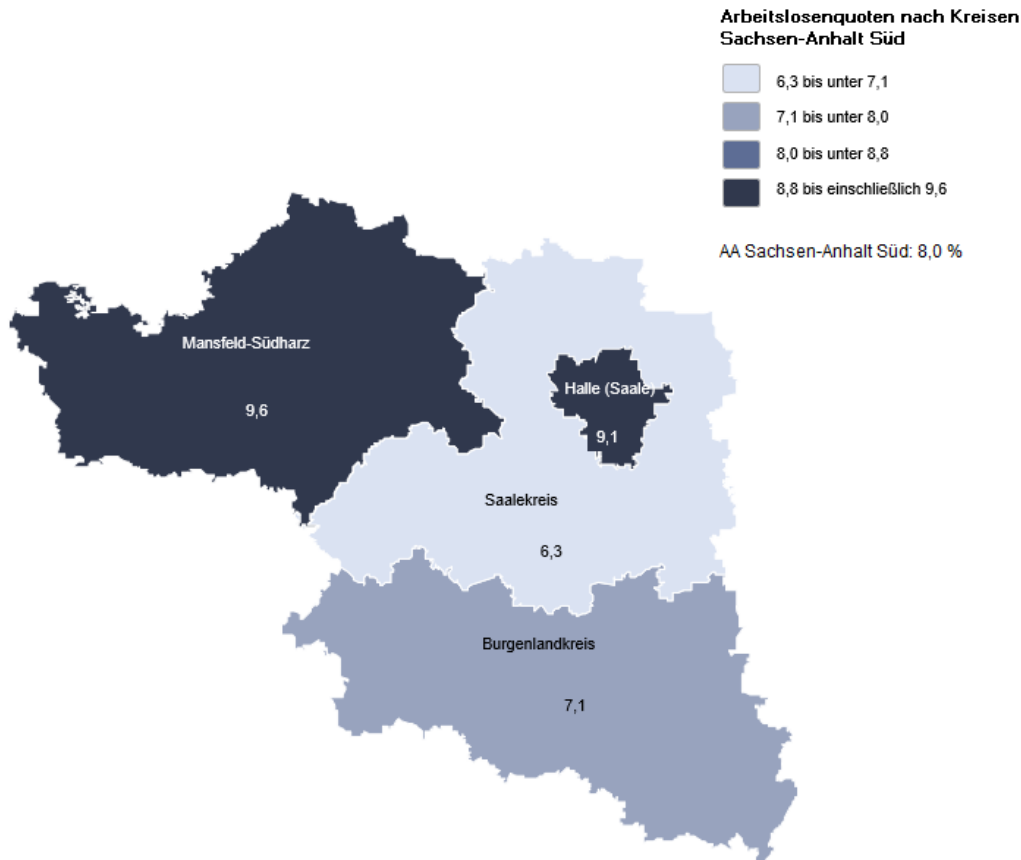 Arbeitslosenquoten nach Kreisen
Sachsen-Anhalt Süd
6,3 bis unter 7,1
7,1 bis unter 8,0
8,0 bis unter 8,8
8,8 bis einschließlich 9,6
AA Sachsen-Anhalt Süd: 8,0 %
Mansfeld-Südharz
9,6
Halle (Saale)
9,1
Saalekreis
6,3
Burgenlandkreis
7,1